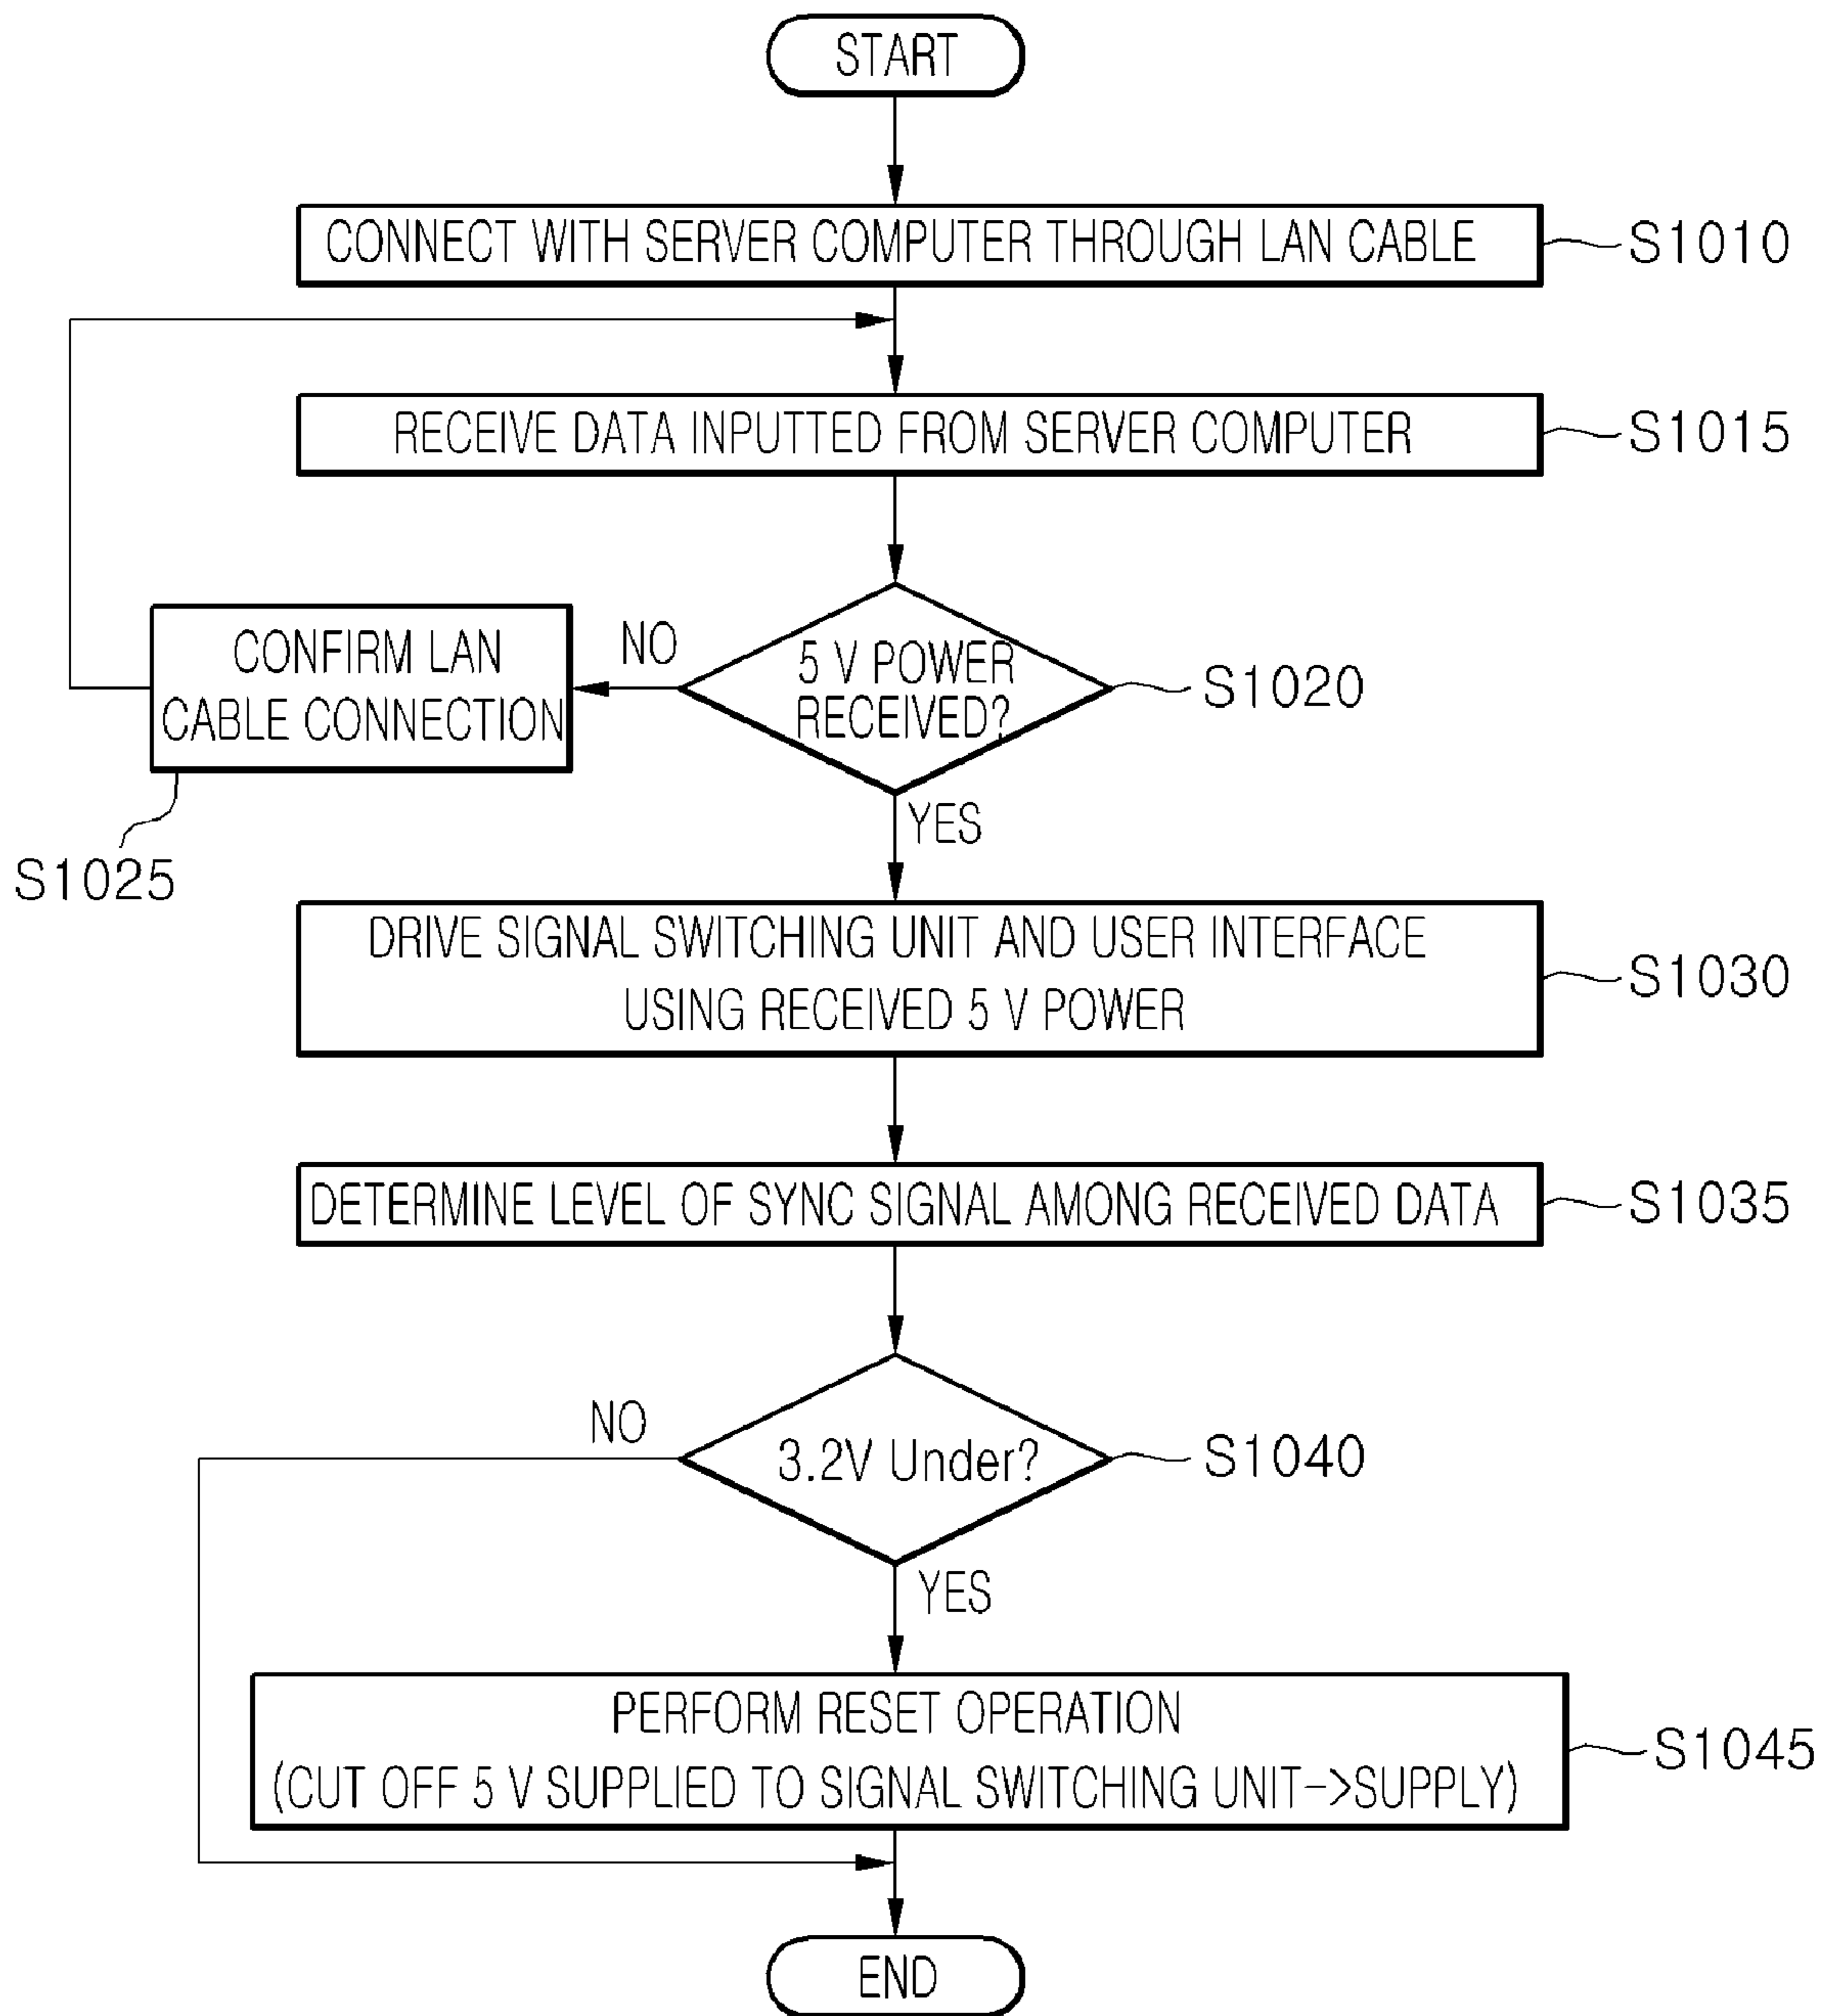 START
CONNECT WITH SERVER COMPUTER THROUGH LAN CABLE
S1010
RECEIVE DATA INPUTTED FROM SERVER COMPUTER
S1015
5 V POWER
RECEIVED?
S1020
NO
CONFIRM LAN
CABLE CONNECTION
S1025
YES
DRIVE SIGNAL SWITCHING UNIT AND USER INTERFACE
USING RECEIVED 5 V POWER
S1030
DETERMINE LEVEL OF SYNC SIGNAL AMONG RECEIVED DATA
S1035
NO
3.2V Under?
S1040
YES
PERFORM RESET OPERATION
(CUT OFF 5 V SUPPLIED TO SIGNAL SWITCHING UNIT->SUPPLY)
S1045
END